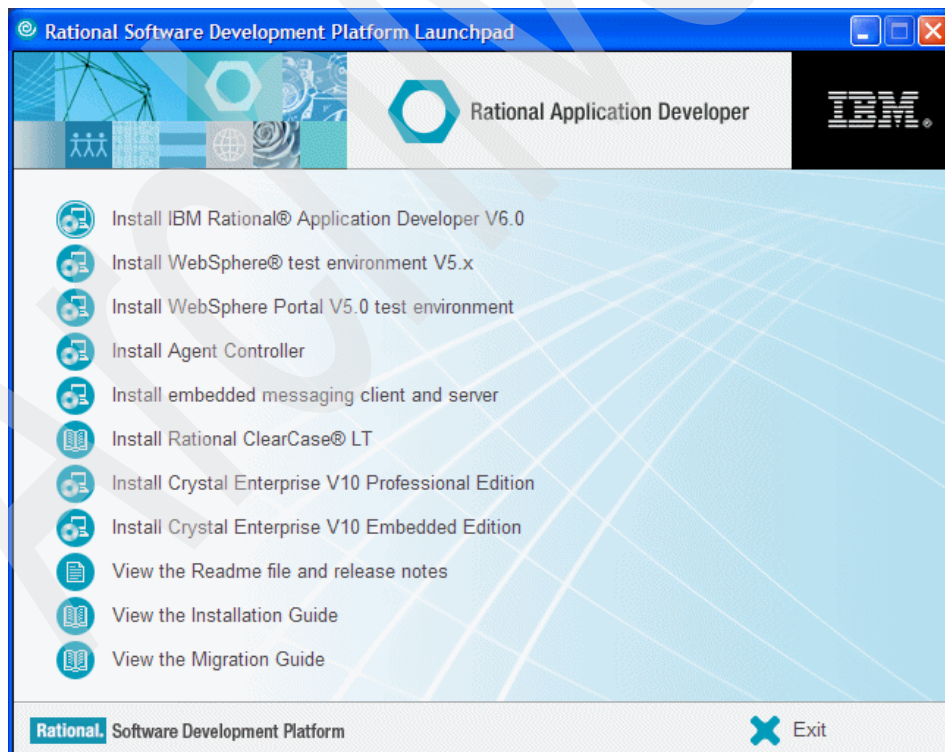 Rational Software Development Platform Launchpad
Rational Application Developer
IBM.
Install IBM Rational® Application Developer V6.0
Install WebSphere® test environment V5.x
Install WebSphere Portal V5.0 test environment
Install Agent Controller
Install embedded messaging client and server
Install Rational ClearCase® LT
Install Crystal Enterprise V10 Professional Edition
Install Crystal Enterprise V10 Embedded Edition
View the Readme file and release notes
View the Installation Guide
View the Migration Guide
Rational. Software Development Platform
Exit